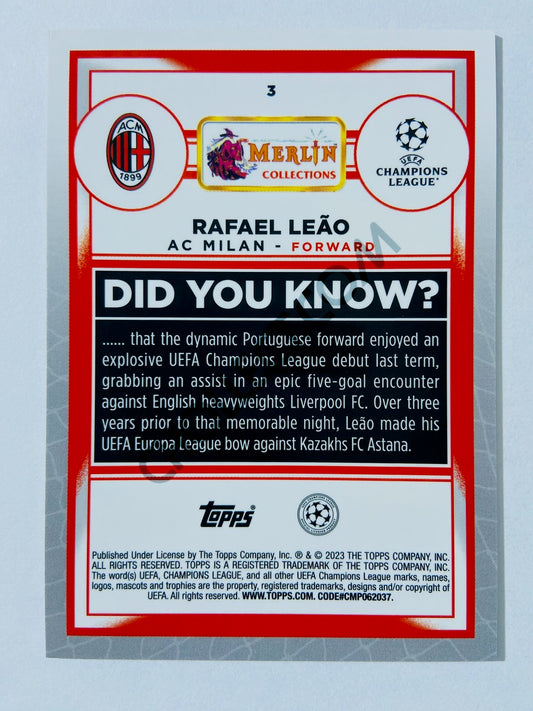 3
ACM
1899
MERLIN
COLLECTIONS
UEFA
CHAMPIONS
LEAGUE
RAFAEL LEÃO
AC MILAN - FORWARD
DID YOU KNOW?
...... that the dynamic Portuguese forward enjoyed an
explosive UEFA Champions League debut last term,
grabbing an assist in an epic five-goal encounter
against English heavyweights Liverpool FC. Over three
years prior to that memorable night, Leão made his
UEFA Europa League bow against Kazakhs FC Astana.
topps
Published Under License by The Topps Company, Inc. ® & © 2023 THE TOPPS COMPANY, INC.
ALL RIGHTS RESERVED. TOPPS IS A REGISTERED TRADEMARK OF THE TOPPS COMPANY, INC.
The word(s) UEFA, CHAMPIONS LEAGUE, and all other UEFA Champions League marks, names,
logos, mascots and trophies are the property, registered trademarks, designs and/or copyright of
UEFA. All rights reserved. WWW.TOPPS.COM. CODE#CMP062037.